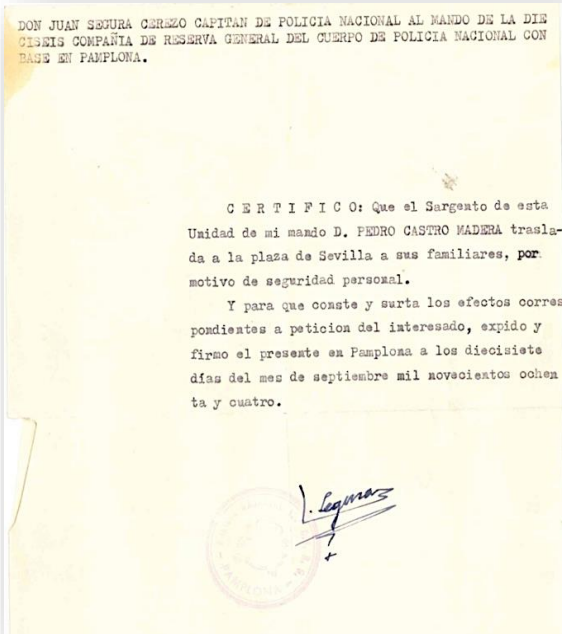 DON JUAN SEGURA CEREZO CAPITAN DE POLICIA NACIONAL AL MANDO DE LA DIE
CISEIS COMPAÑIA DE RESERVA GENERAL DEL CUERPO DE POLICIA NACIONAL CON
BASE EN PAMPLONA.
C E R T I F I C O: Que el Sargento de esta
Unidad de mi mando D. PEDRO CASTRO MADERA trasla-
da a la plaza de Sevilla a sus familiares, por
motivo de seguridad personal.
Y para que conste y surta los efectos corres
pondientes a peticion del interesado, expido y
firmo el presente en Pamplona a los diecisiete
días del mes de septiembre mil novecientos ochen
ta y cuatro.
Segura
PAMPLONA